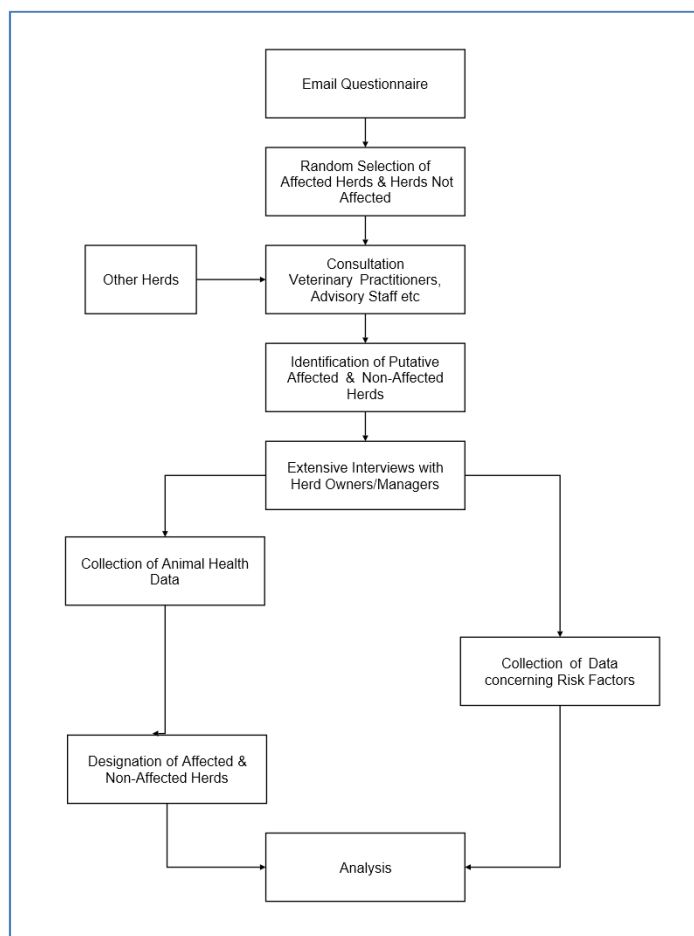 Email Questionnaire
Random Selection of
Affected Herds & Herds Not
Affected
Other Herds
Consultation
Veterinary Practitioners,
Advisory Staff etc
Identification of Putative
Affected & Non-Affected
Herds
Extensive Interviews with
Herd Owners/Managers
Collection of Animal Health
Data
Collection of Data
concerning Risk Factors
Designation of Affected &
Non-Affected Herds
Analysis